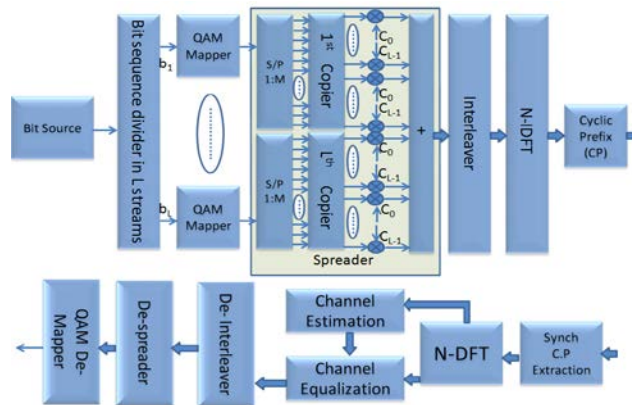 Bit Source
Bit sequence divider in L streams
b1
bL
QAM
Mapper
QAM
Mapper
S/P
1:M
S/P
1:M
1st
Copier
Lth
Copier
C0
CL-1
C0
CL-1
C0
CL-1
C0
CL-1
+
Spreader
Interleaver
N-IDFT
Cyclic
Prefix
(CP)
QAM De-
Mapper
De-spreader
De- Interleaver
Channel
Estimation
Channel
Equalization
N-DFT
Synch
C.P
Extraction